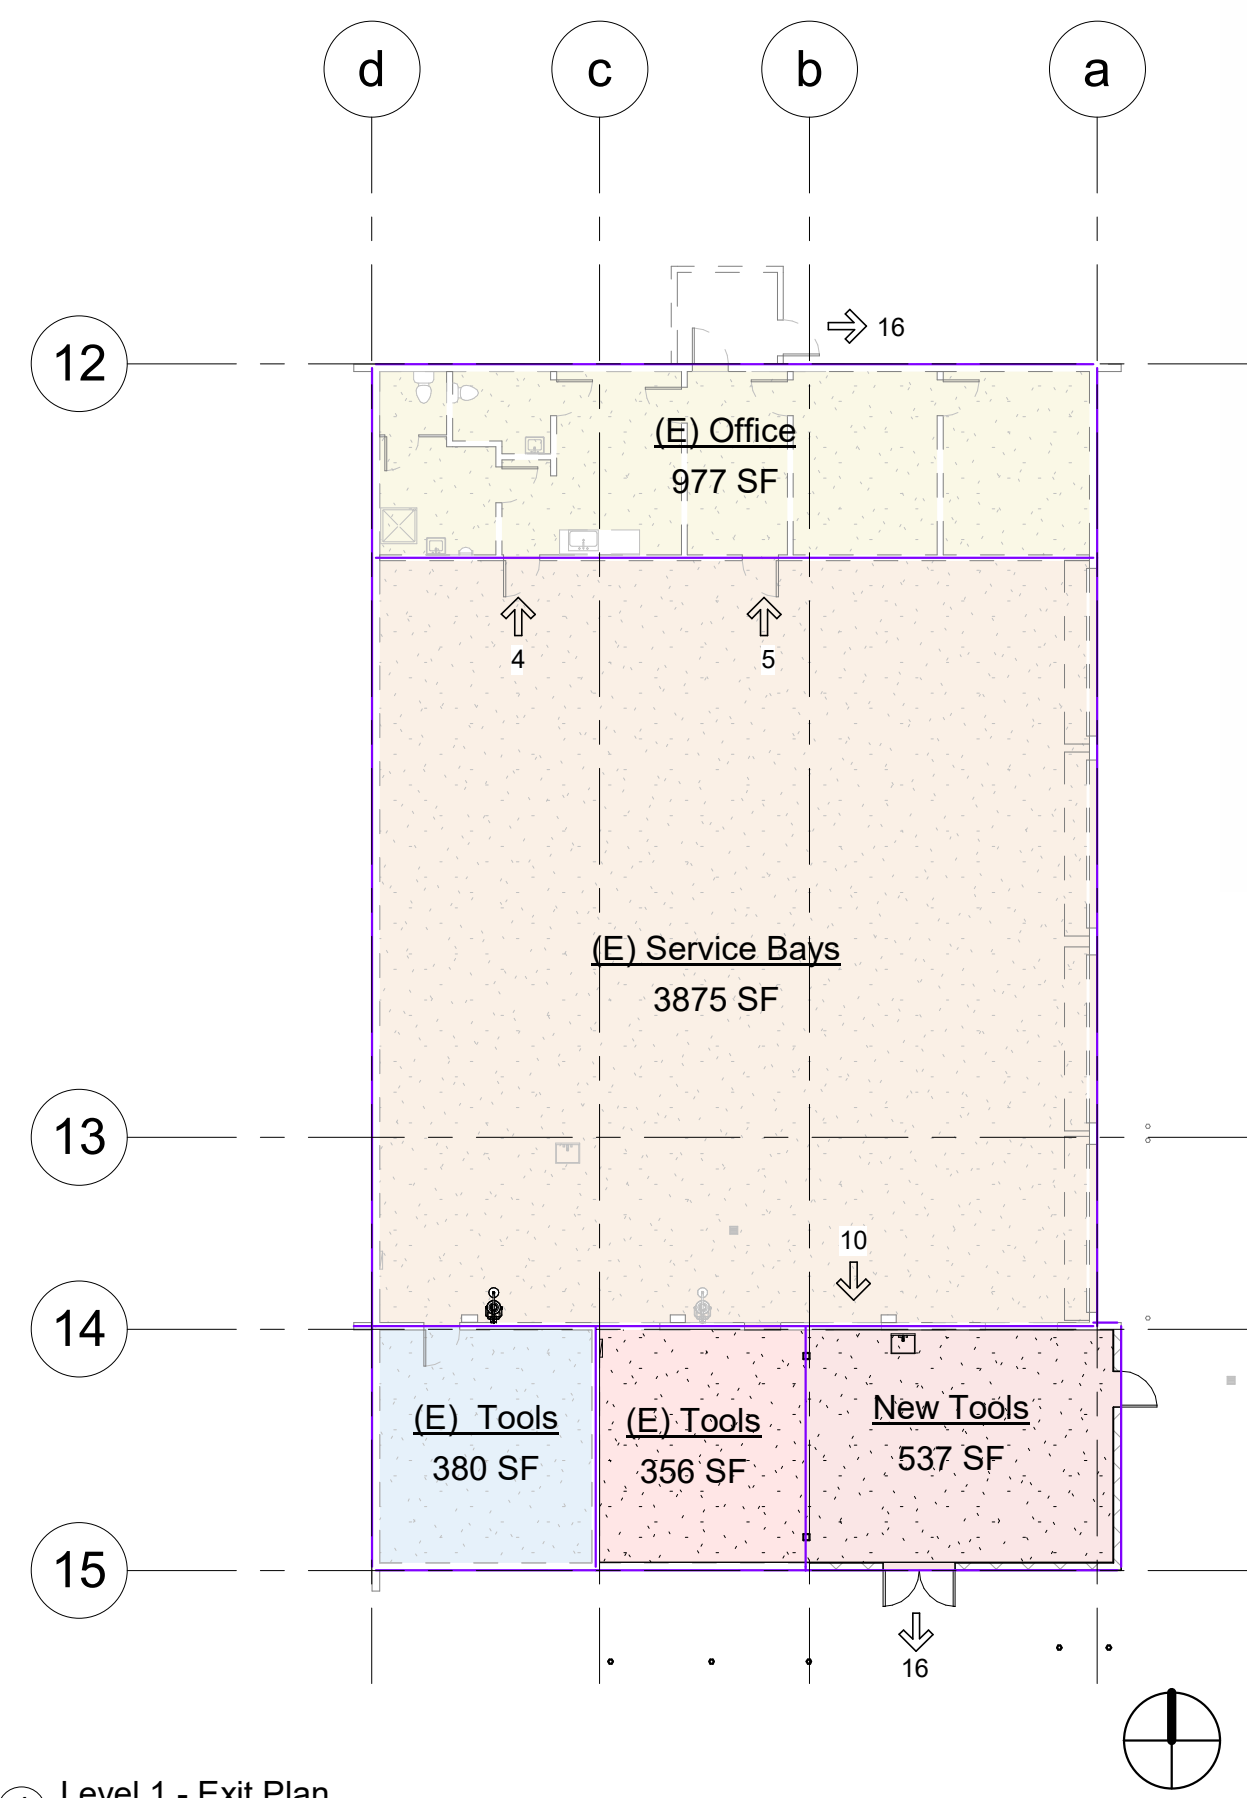 d c b a
16
12
(E) Office
977 SF
4 5
(E) Service Bays
3875 SF
13
10
14
(E) Tools
380 SF
(E) Tools
356 SF
New Tools
537 SF
15
16
Level 1 - Exit Plan